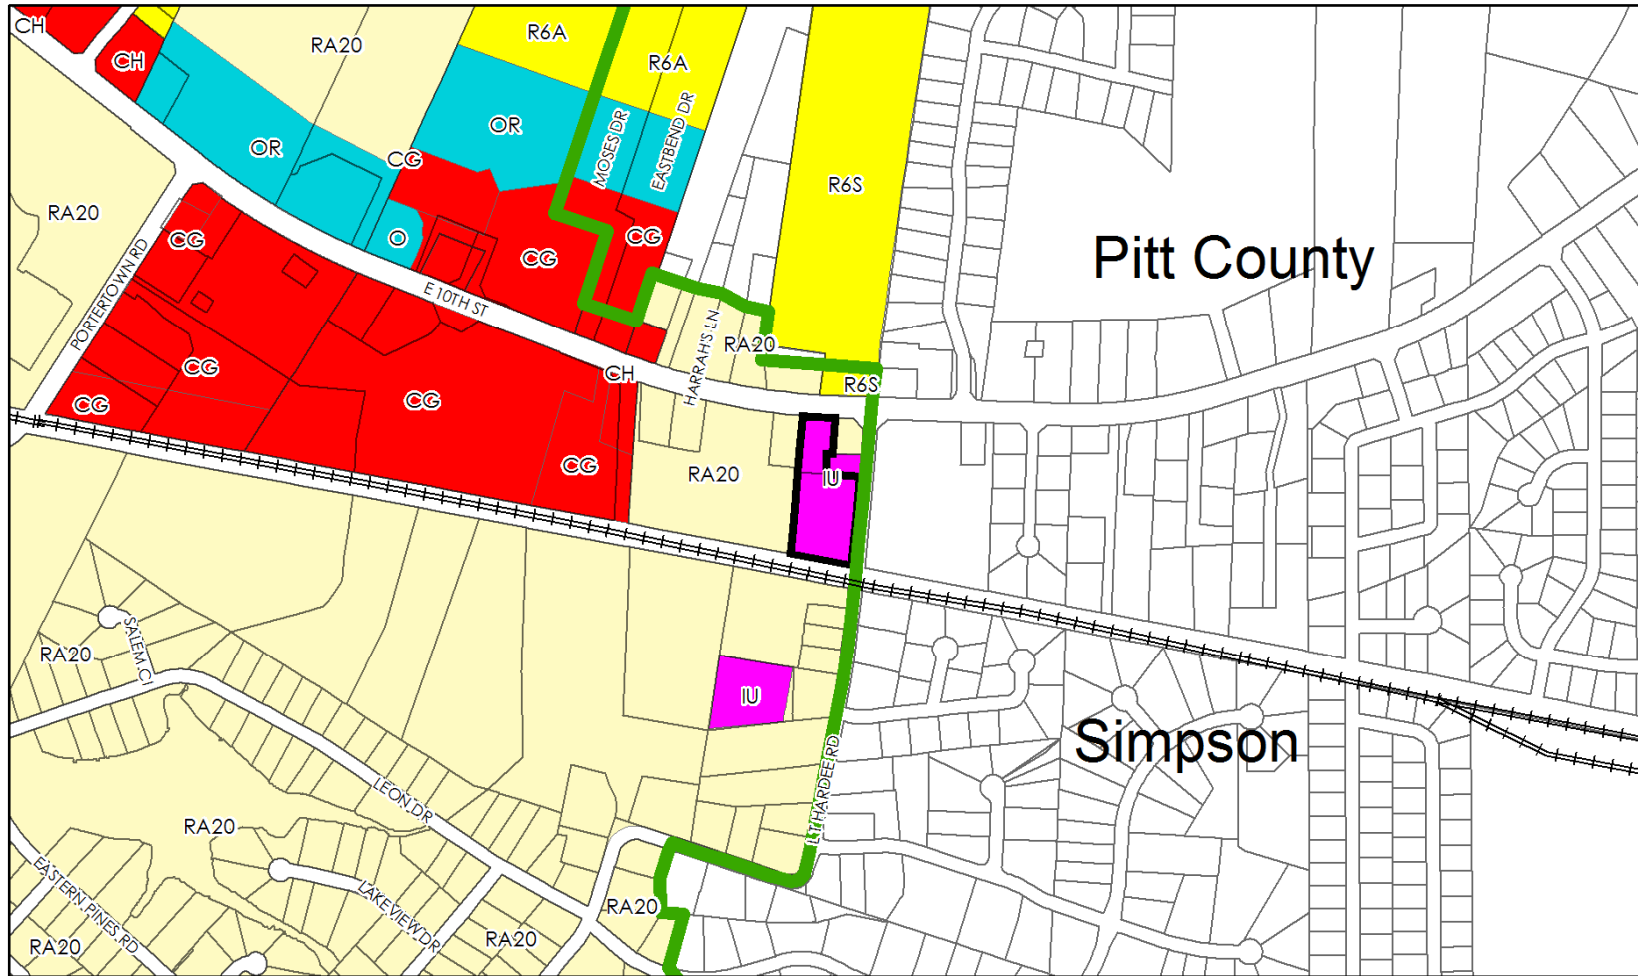 CH
CH
RA20
R6A
R6A
OR
OR
CG
MOSES DR
EASTBEND DR
R6S
RA20
O
CG
CG
CG
Pitt County
PORTERTOWN RD
E 10TH ST
HARRAH'S LN
RA20
CH
R6S
CG
CG
CG
CG
RA20
IU
SALEM CI
RA20
IU
Simpson
LEON DR
LT HARDEE RD
RA20
EASTERN PINES RD
LAKEVIEW DR
RA20
RA20
RA20